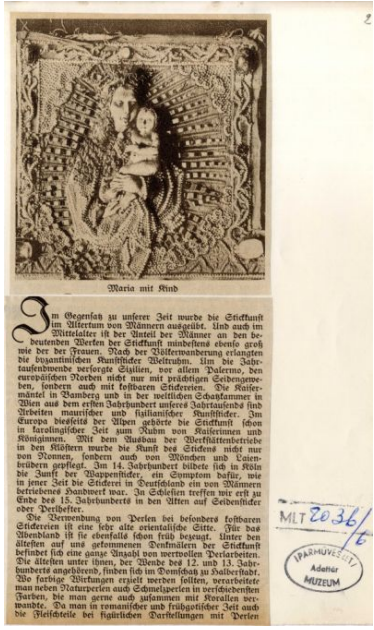 2
Maria mit Kind
Im Gegensatz zu unserer Zeit wurde die Stickkunst
im Altertum von Männern ausgeübt. Und auch im
Mittelalter ist der Anteil der Männer an den be-
deutenden Werken der Stickkunst mindestens ebenso groß
wie der der Frauen. Nach der Völkerwanderung erlangten
die byzantinischen Kunststicker Weltruhm. Um die Jahr-
tausendwende versorgte Sizilien, vor allem Palermo, den
europäischen Norden nicht nur mit prächtigen Seidengewe-
ben, sondern auch mit kostbaren Stickereien. Die Kaiser-
mäntel in Bamberg und in der weltlichen Schatzkammer in
Wien aus dem ersten Jahrhundert unseres Jahrtausends sind
Arbeiten maurischer und sizilianischer Kunststicker. Im
Europa diesseits der Alpen gehörte die Stickkunst schon
in karolingischer Zeit zum Ruhm von Kaiserinnen und
Königinnen. Mit dem Ausbau der Werkstättenbetriebe
in den Klöstern wurde die Kunst des Stickens nicht nur
von Nonnen, sondern auch von Mönchen und Laien-
brüdern gepflegt. Im 14. Jahrhundert bildete sich in Köln
die Zunft der Wappensticker, ein Symptom dafür, wie
in jener Zeit die Stickerei in Deutschland ein von Männern
betriebenes Handwerk war. In Schlesien treffen wir erst zu
Ende des 15. Jahrhunderts in den Akten auf Seidensticker
oder Perlhefter.
Die Verwendung von Perlen bei besonders kostbaren
Stickereien ist eine sehr alte orientalische Sitte. Für das
Abendland ist sie ebenfalls schon früh bezeugt. Unter den
ältesten auf uns gekommenen Denkmälern der Stickkunst
befindet sich eine ganze Anzahl von wertvollen Perlarbeiten.
Die ältesten unter ihnen, der Wende des 12. und 13. Jahr-
hunderts angehörend, finden sich im Domschatz zu Halberstadt.
Wo farbige Wirkungen erzielt werden sollten, verarbeitete
man neben Naturperlen auch Schmelzperlen in verschiedensten
Farben, die man gerne auch zusammen mit Korallen ver-
wandte. Da man in romanischer und frühgotischer Zeit auch
die Fleischteile bei figürlichen Darstellungen mit Perlen
MLT 2036/6
IPARMŰVÉSZETI
Adattár
MÚZEUM